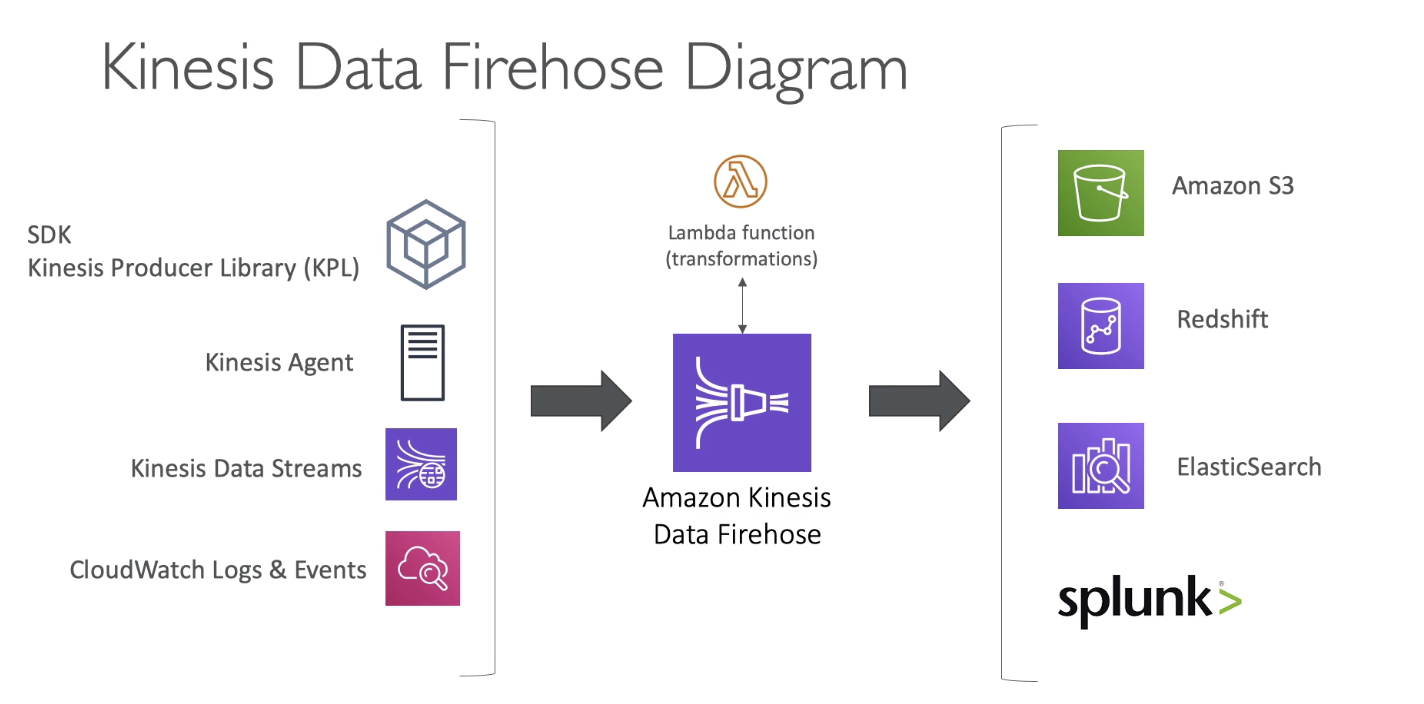 Kinesis Data Firehose Diagram
SDK
Kinesis Producer Library (KPL)
Kinesis Agent
Kinesis Data Streams
CloudWatch Logs & Events
Lambda function
(transformations)
Amazon Kinesis
Data Firehose
Amazon S3
Redshift
ElasticSearch
splunk®>